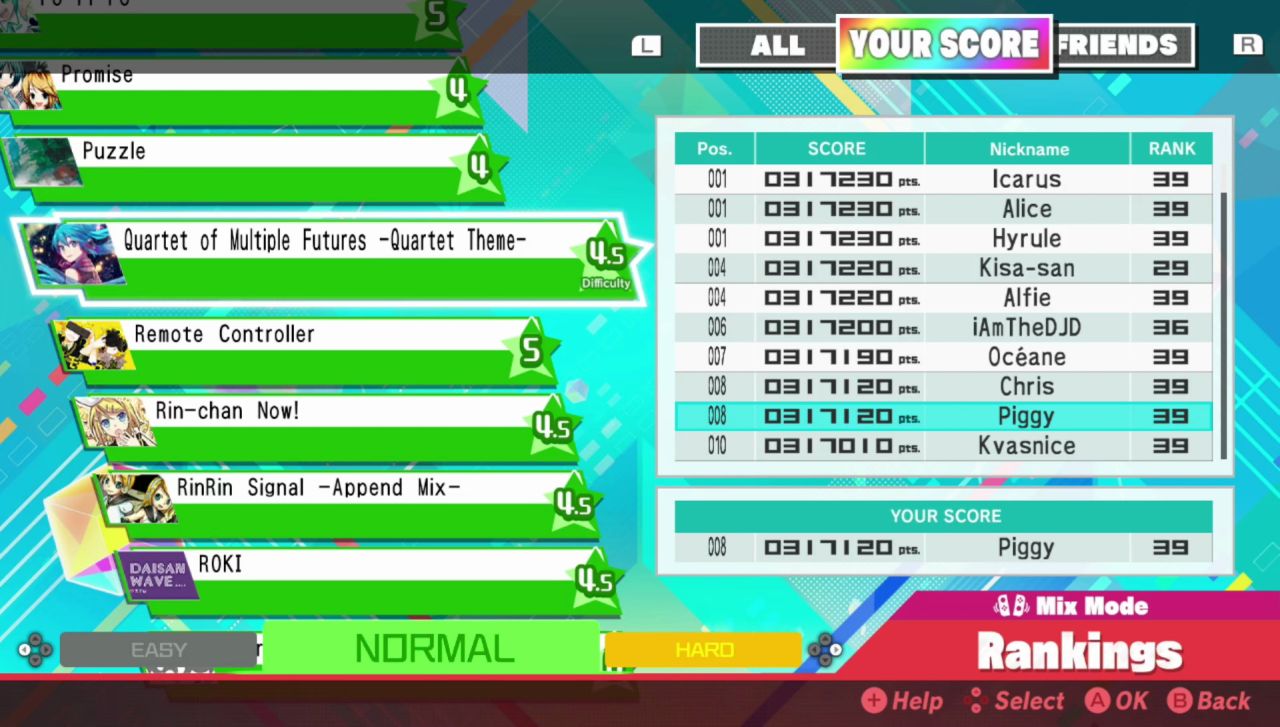 5
L
ALL
YOUR SCORE
FRIENDS
R
Promise
4
Puzzle
4
Quartet of Multiple Futures -Quartet Theme-
4.5
Difficulty
Remote Controller
5
Rin-chan Now!
4.5
RinRin Signal -Append Mix-
4.5
DAISAN
WAVE
ROKI
4.5
EASY
NORMAL
HARD
Pos. SCORE Nickname RANK
001 0317230 pts. Icarus 39
001 0317230 pts. Alice 39
001 0317230 pts. Hyrule 39
004 0317220 pts. Kisa-san 29
004 0317220 pts. Alfie 39
006 0317200 pts. iAmTheDJD 36
007 0317190 pts. Océane 39
008 0317120 pts. Chris 39
008 0317120 pts. Piggy 39
010 0317010 pts. Kvasnice 39
YOUR SCORE
008 0317120 pts. Piggy 39
Mix Mode
Rankings
+ Help
Select
A OK
B Back